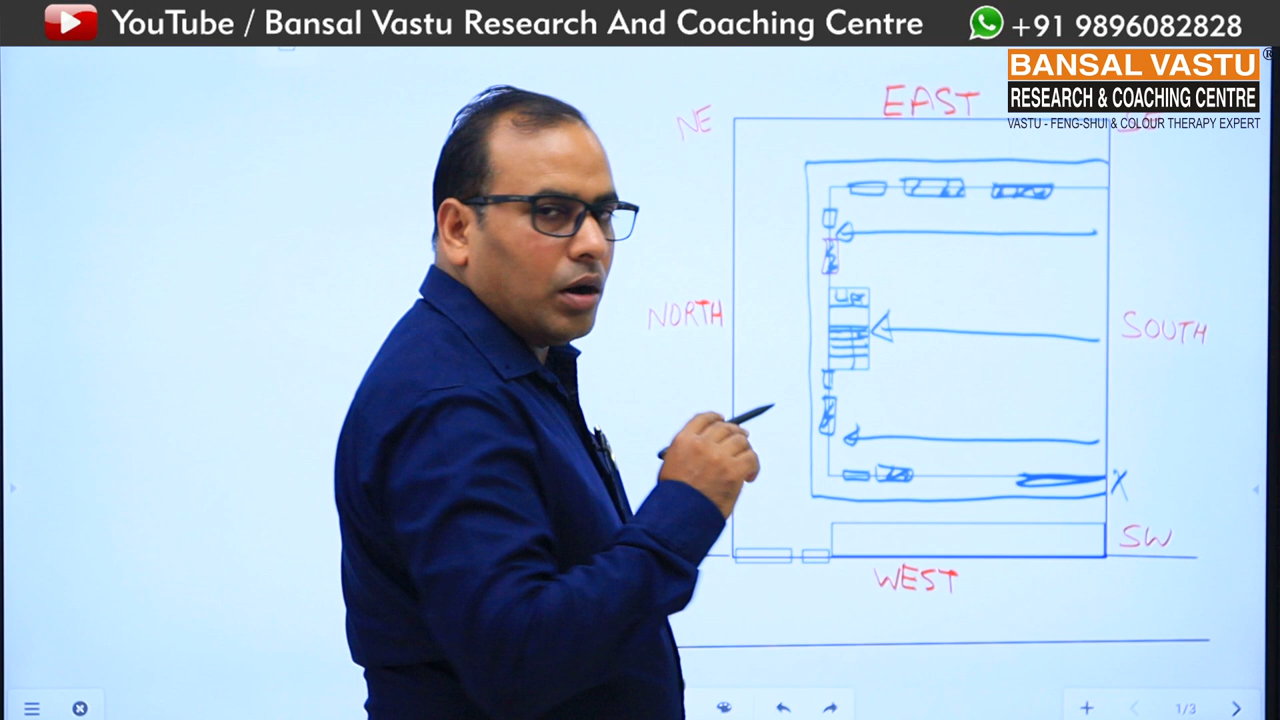 YouTube / Bansal Vastu Research And Coaching Centre
+91 9896082828
BANSAL VASTU®
RESEARCH & COACHING CENTRE
VASTU - FENG-SHUI & COLOUR THERAPY EXPERT
EAST
NE
NORTH
SOUTH
X
SW
WEST
1/3